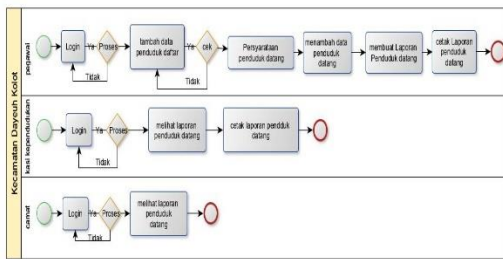 Kecamatan Dayeuh Kolot
pegawai
Login
Ya
Proses
Tidak
tambah data
penduduk daftar
Ya
cek
Tidak
Persyarataan
penduduk datang
menambah data
penduduk
datang
membuat Laporan
Penduduk datang
cetak Laporan
penduduk
datang
kasi kependudukan
Login
Ya
Proses
Tidak
melihat laporan
penduduk
datang
cetak laporan pendduk
datang
camat
Login
Ya
Proses
Tidak
melihat laporan
penduduk
datang